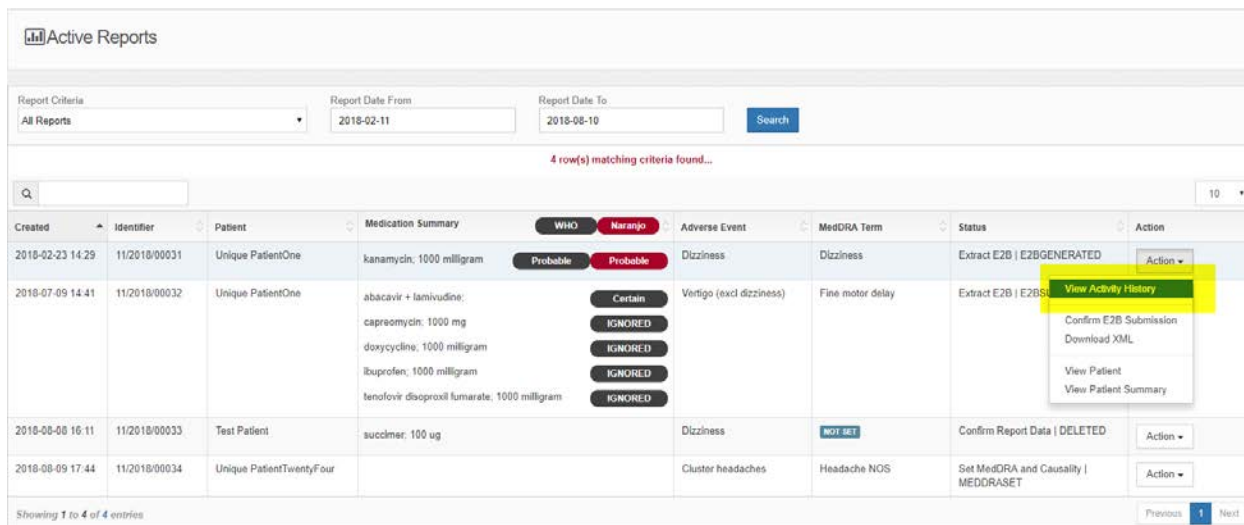 Active Reports
Report Criteria Report Date From Report Date To
All Reports 2018-02-11 2018-08-10 Search
4 row(s) matching criteria found...
10
Created Identifier Patient Medication Summary WHO Naranjo Adverse Event MedDRA Term Status Action
2018-02-23 14:29 11/2018/00031 Unique PatientOne kanamycin; 1000 milligram Probable Probable Dizziness Dizziness Extract E2B | E2BGENERATED Action
2018-07-09 14:41 11/2018/00032 Unique PatientOne abacavir + lamivudine; Certain Vertigo (excl dizziness) Fine motor delay Extract E2B | View Activity History
capreomycin; 1000 mg IGNORED
Confirm E2B Submission
doxycycline; 1000 milligram IGNORED
Download XML
ibuprofen; 1000 milligram IGNORED
View Patient
tenofovir disoproxil fumarate; 1000 milligram IGNORED
View Patient Summary
2018-08-08 16:11 11/2018/00033 Test Patient succimer; 100 ug Dizziness NOT SET Confirm Report Data | DELETED Action
2018-08-09 17:44 11/2018/00034 Unique PatientTwentyFour Cluster headaches Headache NOS Set MedDRA and Causality | Action
MEDDRASET
Showing 1 to 4 of 4 entries Previous 1 Next